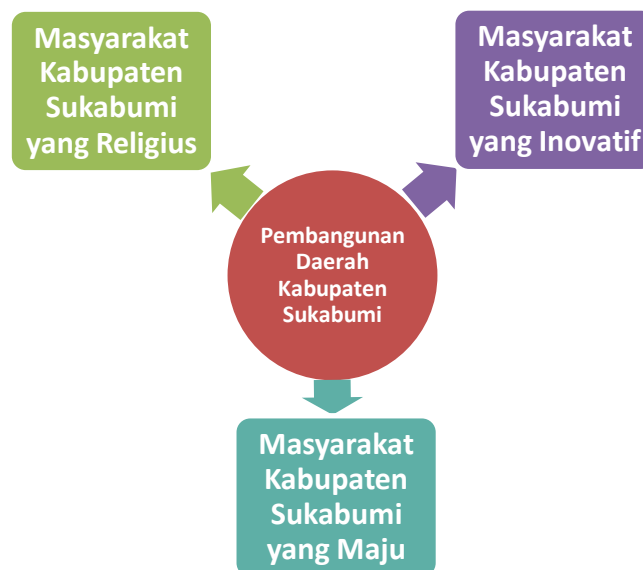 Masyarakat
Kabupaten
Sukabumi
yang Religius
Masyarakat
Kabupaten
Sukabumi
yang Inovatif
Pembangunan
Daerah
Kabupaten
Sukabumi
Masyarakat
Kabupaten
Sukabumi
yang Maju